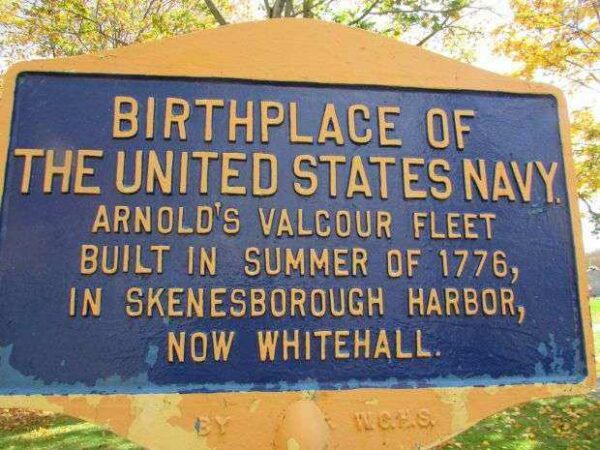 BIRTHPLACE OF
THE UNITED STATES NAVY.
ARNOLD'S VALCOUR FLEET
BUILT IN SUMMER OF 1776,
IN SKENESBOROUGH HARBOR,
NOW WHITEHALL.
BY W.G.H.S.